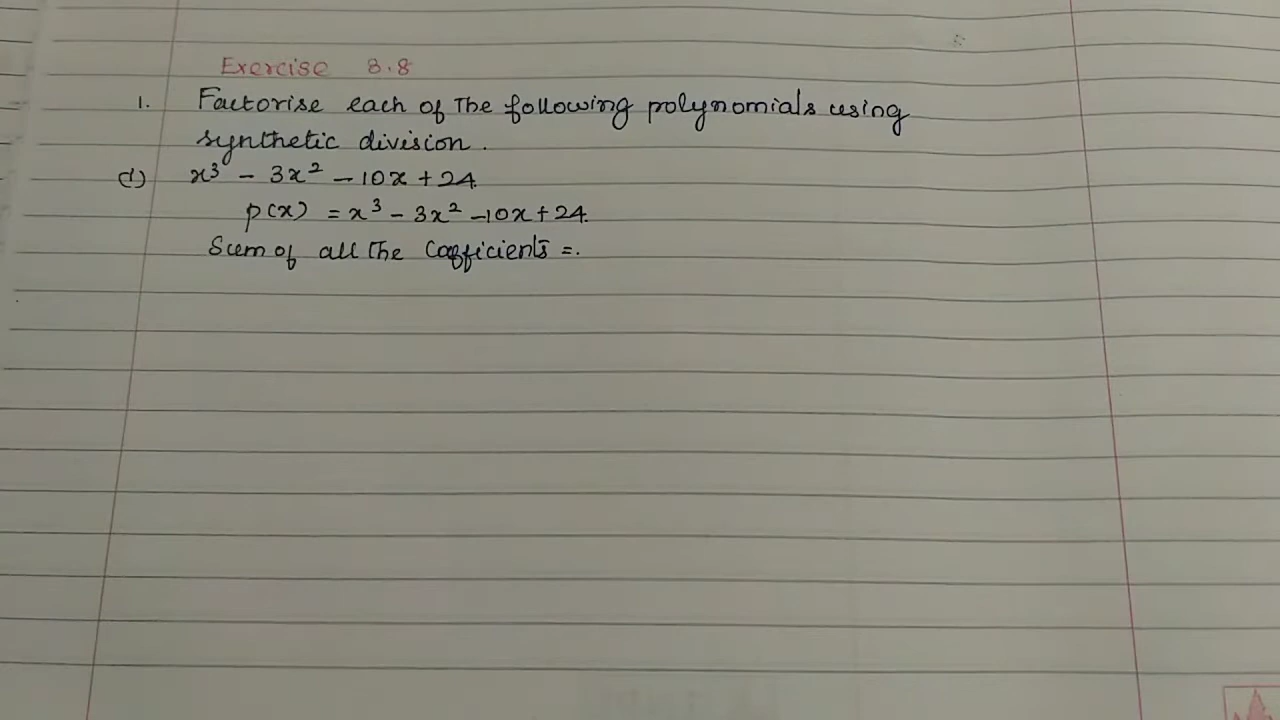 Exercise 3.8
1. Factorise each of The following polynomials using
synthetic division.
(i) x³ - 3x² - 10x + 24.
p(x) = x³ - 3x² - 10x + 24.
Sum of all The Coefficients =.